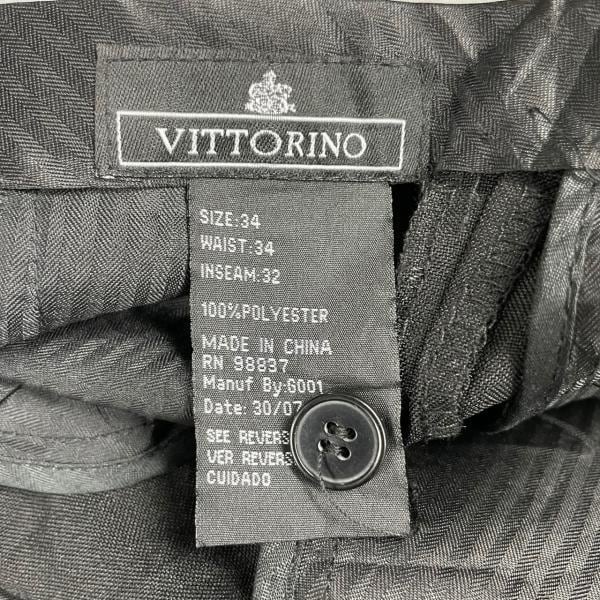 VITTORINO
SIZE:34
WAIST:34
INSEAM:32
100%POLYESTER
MADE IN CHINA
RN 98837
Manuf By:6001
Date: 30/07
SEE REVERS
VER REVERS
CUIDADO